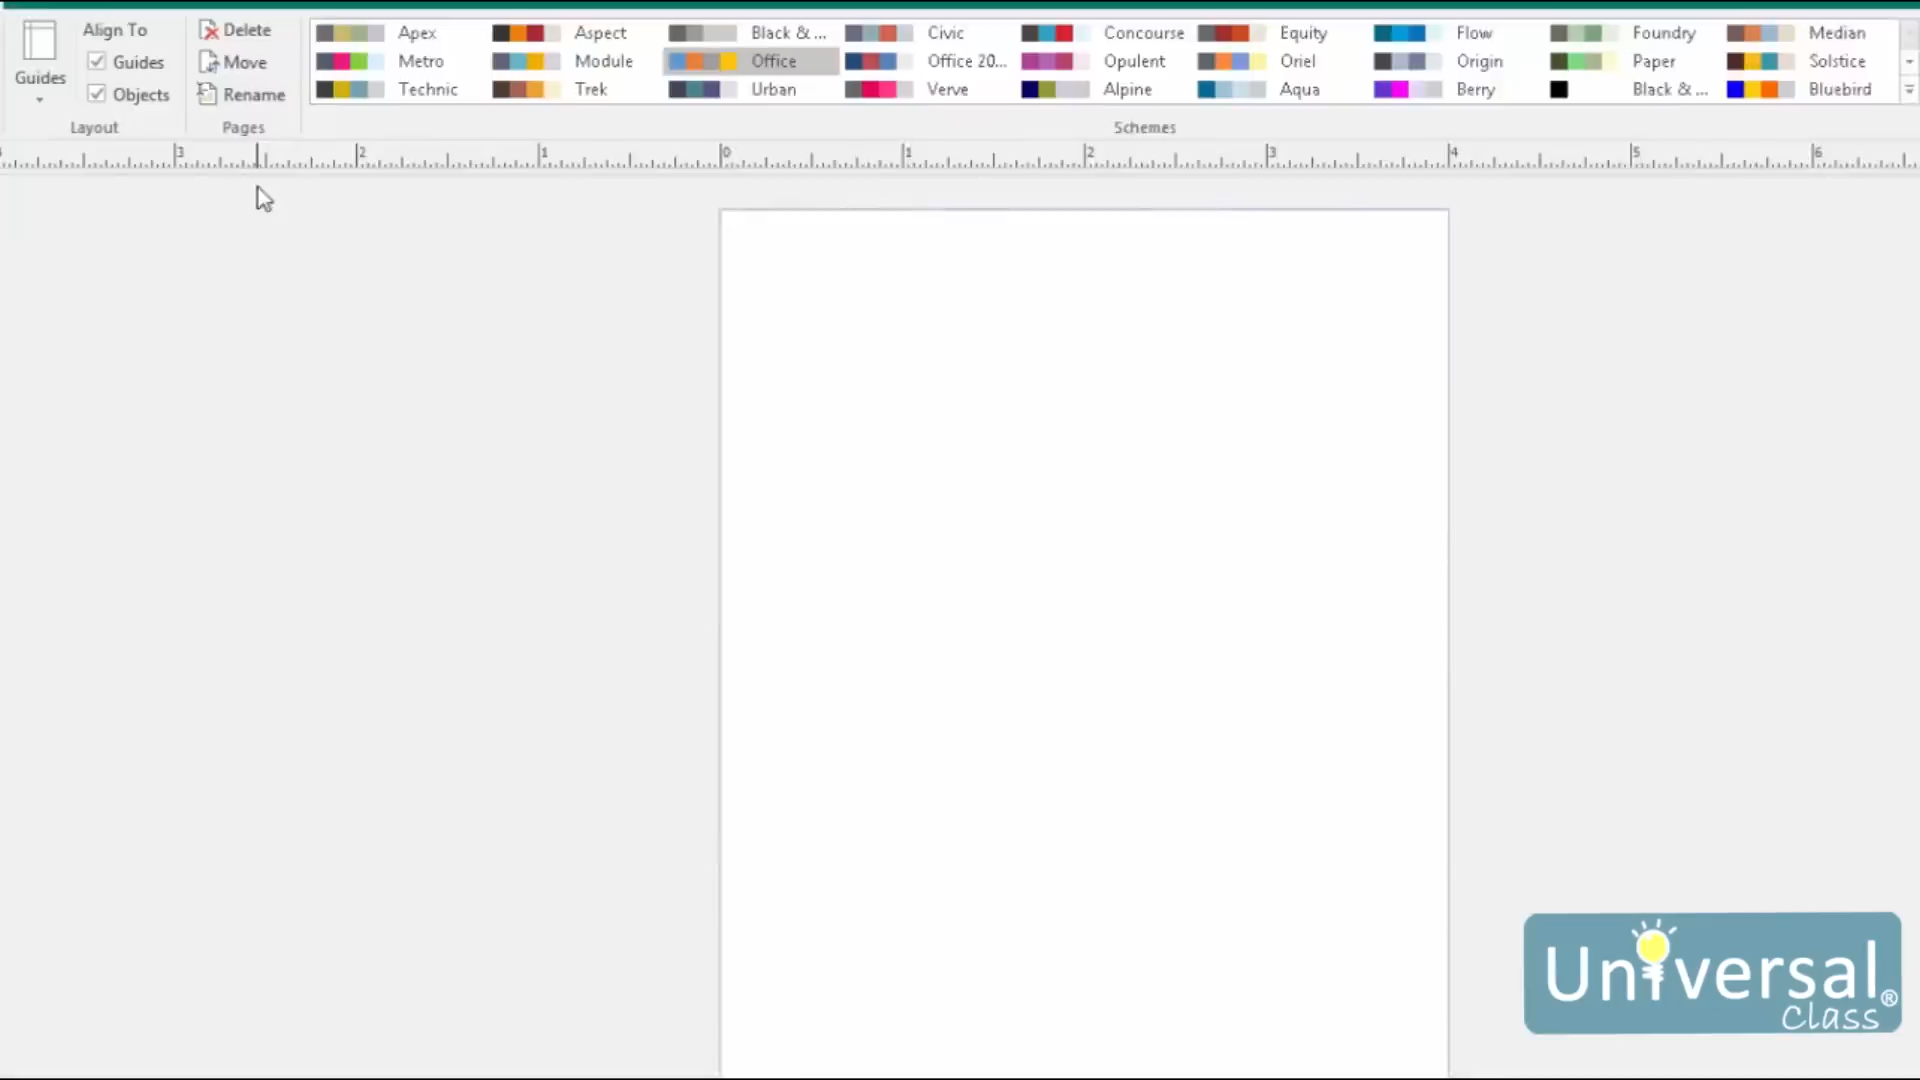 Guides
Align To
Guides
Objects
Layout
Delete
Move
Rename
Pages
Apex Aspect Black & ... Civic Concourse Equity Flow Foundry Median
Metro Module Office Office 20... Opulent Oriel Origin Paper Solstice
Technic Trek Urban Verve Alpine Aqua Berry Black & ... Bluebird
Schemes
3 2 1 0 1 2 3 4 5 6
Universal®
Class